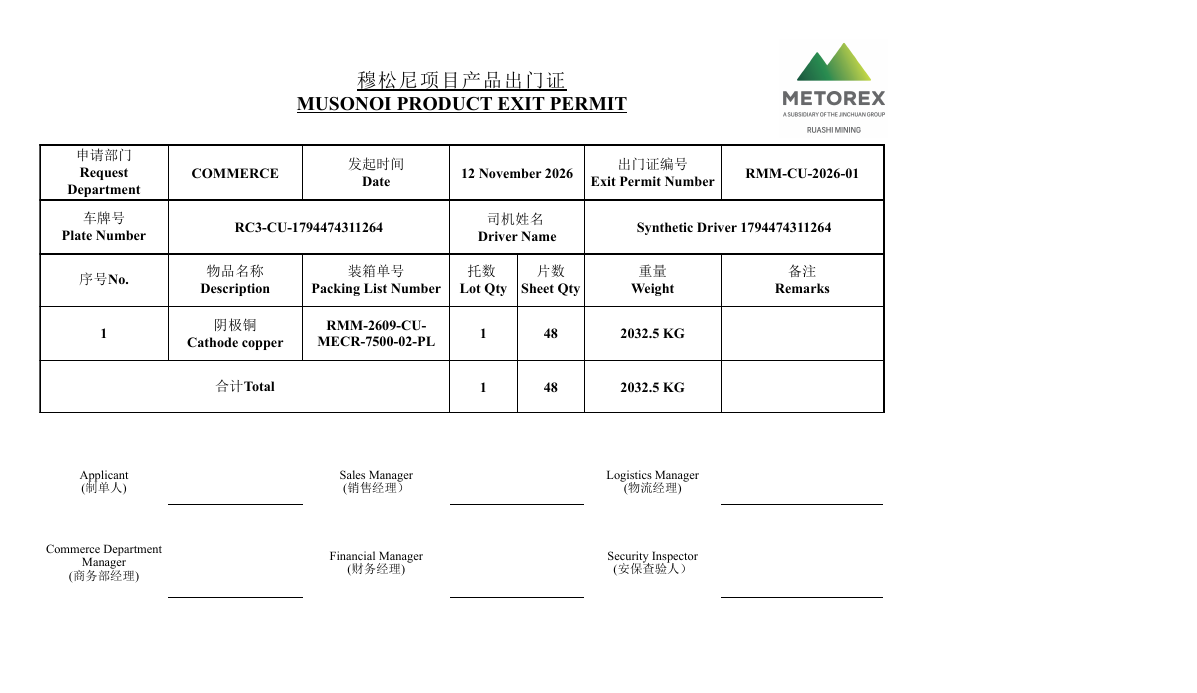 穆松尼项目产品出门证
MUSONOI PRODUCT EXIT PERMIT
METOREX
A SUBSIDIARY OF THE JINCHUAN GROUP
RUASHI MINING
申请部门
Request
Department
COMMERCE
发起时间
Date
12 November 2026
出门证编号
Exit Permit Number
RMM-CU-2026-01
车牌号
Plate Number
RC3-CU-1794474311264
司机姓名
Driver Name
Synthetic Driver 1794474311264
序号No.
物品名称
Description
装箱单号
Packing List Number
托数
Lot Qty
片数
Sheet Qty
重量
Weight
备注
Remarks
1
阴极铜
Cathode copper
RMM-2609-CU-
MECR-7500-02-PL
1
48
2032.5 KG
合计Total
1
48
2032.5 KG
Applicant
(制单人)
Sales Manager
(销售经理）
Logistics Manager
(物流经理)
Commerce Department
Manager
(商务部经理)
Financial Manager
(财务经理)
Security Inspector
(安保查验人）